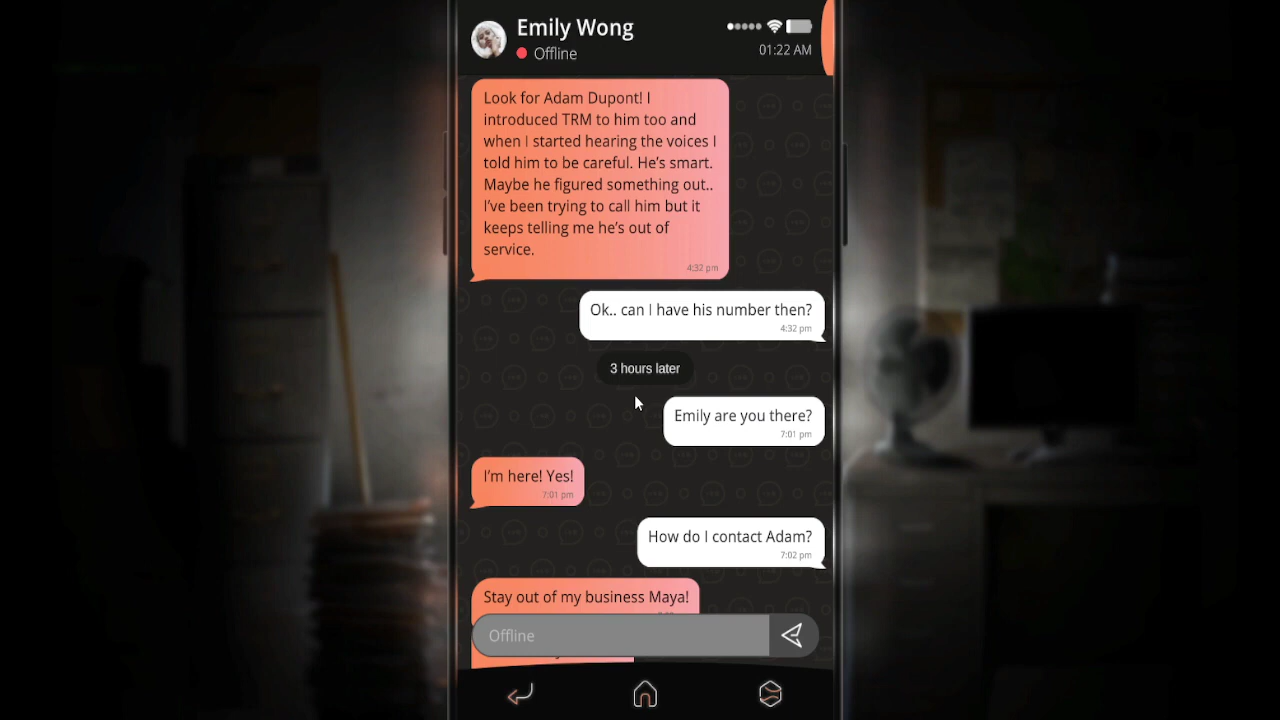 Emily Wong
Offline
01:22 AM
Look for Adam Dupont! I
introduced TRM to him too and
when I started hearing the voices I
told him to be careful. He's smart.
Maybe he figured something out..
I've been trying to call him but it
keeps telling me he's out of
service.
4:32 pm
Ok.. can I have his number then?
4:32 pm
3 hours later
Emily are you there?
7:01 pm
I'm here! Yes!
7:01 pm
How do I contact Adam?
7:02 pm
Stay out of my business Maya!
Offline